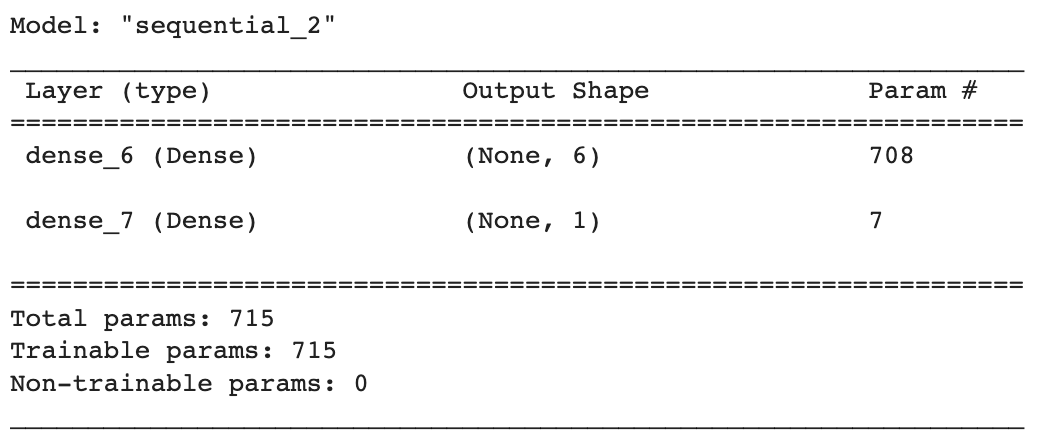 Model: "sequential_2"
Layer (type) Output Shape Param #
dense_6 (Dense) (None, 6) 708
dense_7 (Dense) (None, 1) 7
Total params: 715
Trainable params: 715
Non-trainable params: 0